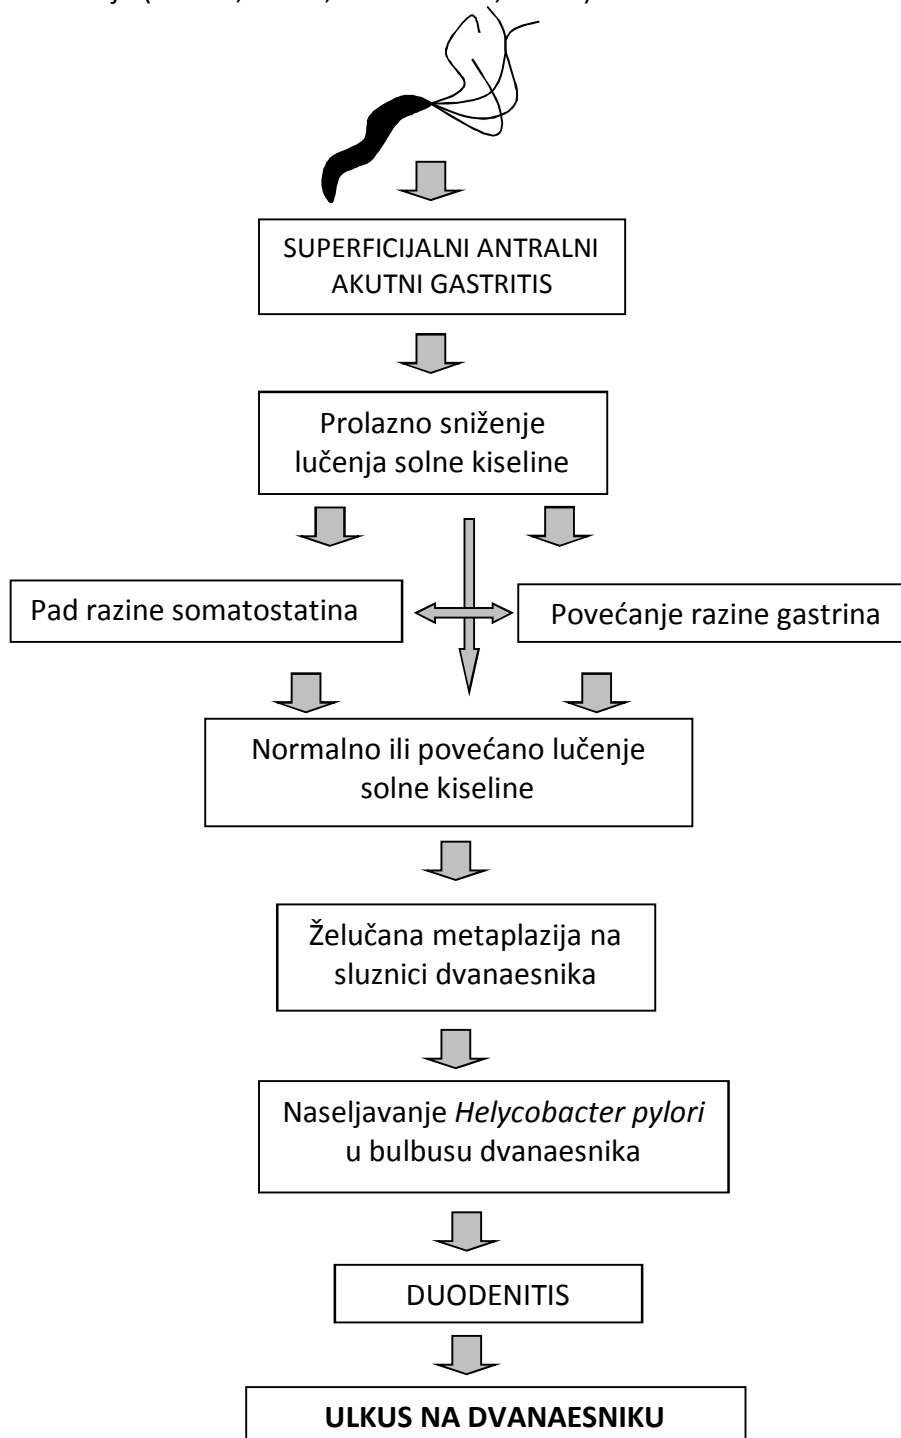 SUPERFICIJALNI ANTRALNI
AKUTNI GASTRITIS
Prolazno sniženje
lučenja solne kiseline
Pad razine somatostatina
Povećanje razine gastrina
Normalno ili povećano lučenje
solne kiseline
Želučana metaplazija na
sluznici dvanaesnika
Naseljavanje Helycobacter pylori
u bulbusu dvanaesnika
DUODENITIS
ULKUS NA DVANAESNIKU